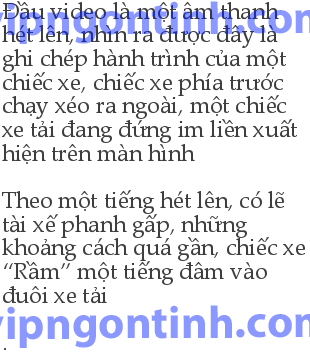 Đầu video là một âm thanh
vipngontinh.com
hét lên, nhìn ra được đây là
ghi chép hành trình của một
chiếc xe, chiếc xe phía trước
chạy xéo ra ngoài, một chiếc
xe tải đang đứng im liền xuất
hiện trên màn hình
Theo một tiếng hét lên, có lẽ
tài xế phanh gấp, những
khoảng cách quá gần, chiếc xe
“Rầm” một tiếng đâm vào
đuôi xe tải
vipngontinh.com
.